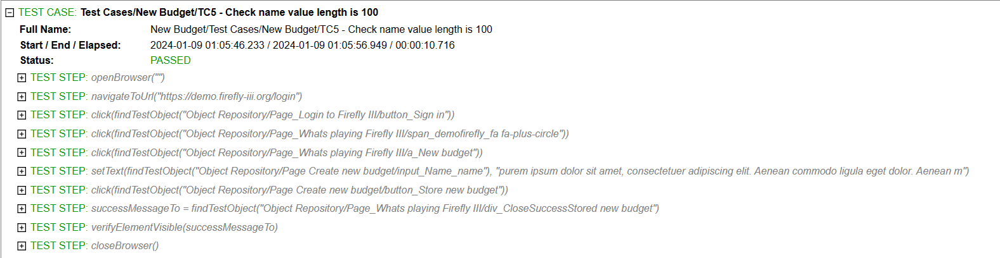 TEST CASE: Test Cases/New Budget/TC5 - Check name value length is 100
Full Name: New Budget/Test Cases/New Budget/TC5 - Check name value length is 100
Start / End / Elapsed: 2024-01-09 01:05:46.233 / 2024-01-09 01:05:56.949 / 00:00:10.716
Status: PASSED
TEST STEP: openBrowser("")
TEST STEP: navigateToUrl("https://demo.firefly-iii.org/login")
TEST STEP: click(findTestObject("Object Repository/Page_Login to Firefly III/button_Sign in"))
TEST STEP: click(findTestObject("Object Repository/Page_Whats playing Firefly III/span_demofirefly_fa fa-plus-circle"))
TEST STEP: click(findTestObject("Object Repository/Page_Whats playing Firefly III/a_New budget"))
TEST STEP: setText(findTestObject("Object Repository/Page Create new budget/input_Name_name"), "purem ipsum dolor sit amet, consectetuer adipiscing elit. Aenean commodo ligula eget dolor. Aenean m")
TEST STEP: click(findTestObject("Object Repository/Page Create new budget/button_Store new budget"))
TEST STEP: successMessageTo = findTestObject("Object Repository/Page_Whats playing Firefly III/div_CloseSuccessStored new budget")
TEST STEP: verifyElementVisible(successMessageTo)
TEST STEP: closeBrowser()